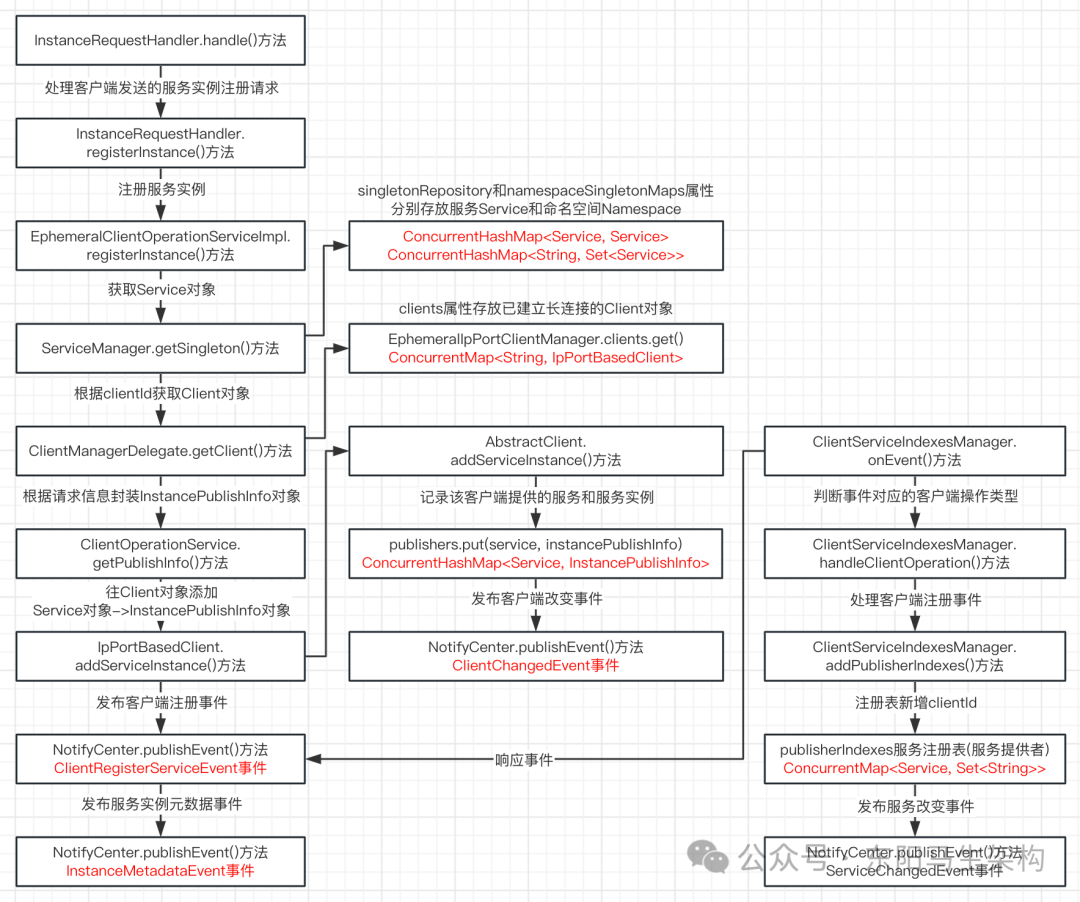 InstanceRequestHandler.handle()方法
处理客户端发送的服务实例注册请求
InstanceRequestHandler.
registerInstance()方法
注册服务实例
EphemeralClientOperationServiceImpl.
registerInstance()方法
获取Service对象
ServiceManager.getSingleton()方法
根据clientId获取Client对象
ClientManagerDelegate.getClient()方法
根据请求信息封装InstancePublishInfo对象
ClientOperationService.
getPublishInfo()方法
往Client对象添加
Service对象->InstancePublishInfo对象
IpPortBasedClient.
addServiceInstance()方法
发布客户端注册事件
NotifyCenter.publishEvent()方法
ClientRegisterServiceEvent事件
发布服务实例元数据事件
NotifyCenter.publishEvent()方法
InstanceMetadataEvent事件
singletonRepository和namespaceSingletonMaps属性
分别存放服务Service和命名空间Namespace
ConcurrentHashMap<Service, Service>
ConcurrentHashMap<String, Set<Service>>
clients属性存放已建立长连接的Client对象
EphemeralIpPortClientManager.clients.get()
ConcurrentMap<String, IpPortBasedClient>
AbstractClient.
addServiceInstance()方法
记录该客户端提供的服务和服务实例
publishers.put(service, instancePublishInfo)
ConcurrentHashMap<Service, InstancePublishInfo>
发布客户端改变事件
NotifyCenter.publishEvent()方法
ClientChangedEvent事件
响应事件
ClientServiceIndexesManager.
onEvent()方法
判断事件对应的客户端操作类型
ClientServiceIndexesManager.
handleClientOperation()方法
处理客户端注册事件
ClientServiceIndexesManager.
addPublisherIndexes()方法
注册表新增clientId
publisherIndexes服务注册表(服务提供者)
ConcurrentMap<Service, Set<String>>
发布服务改变事件
NotifyCenter.publishEvent()方法
ServiceChangedEvent事件
公众号·东阳马生架构